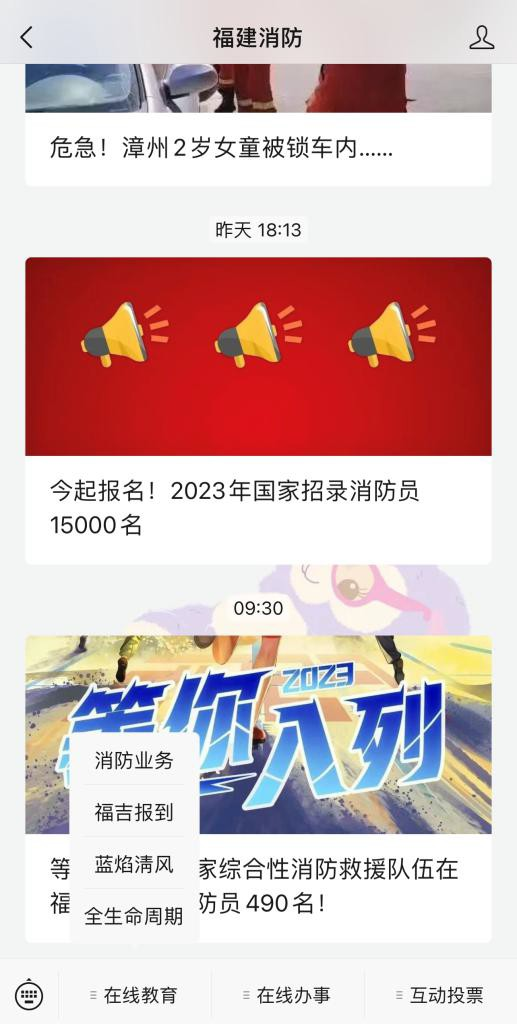 福建消防
危急！漳州2岁女童被锁车内......
昨天 18:13
今起报名！2023年国家招录消防员
15000名
09:30
2023
等你入列
等
家综合性消防救援队伍在
福
防员490名！
消防业务
福吉报到
蓝焰清风
全生命周期
在线教育
在线办事
互动投票